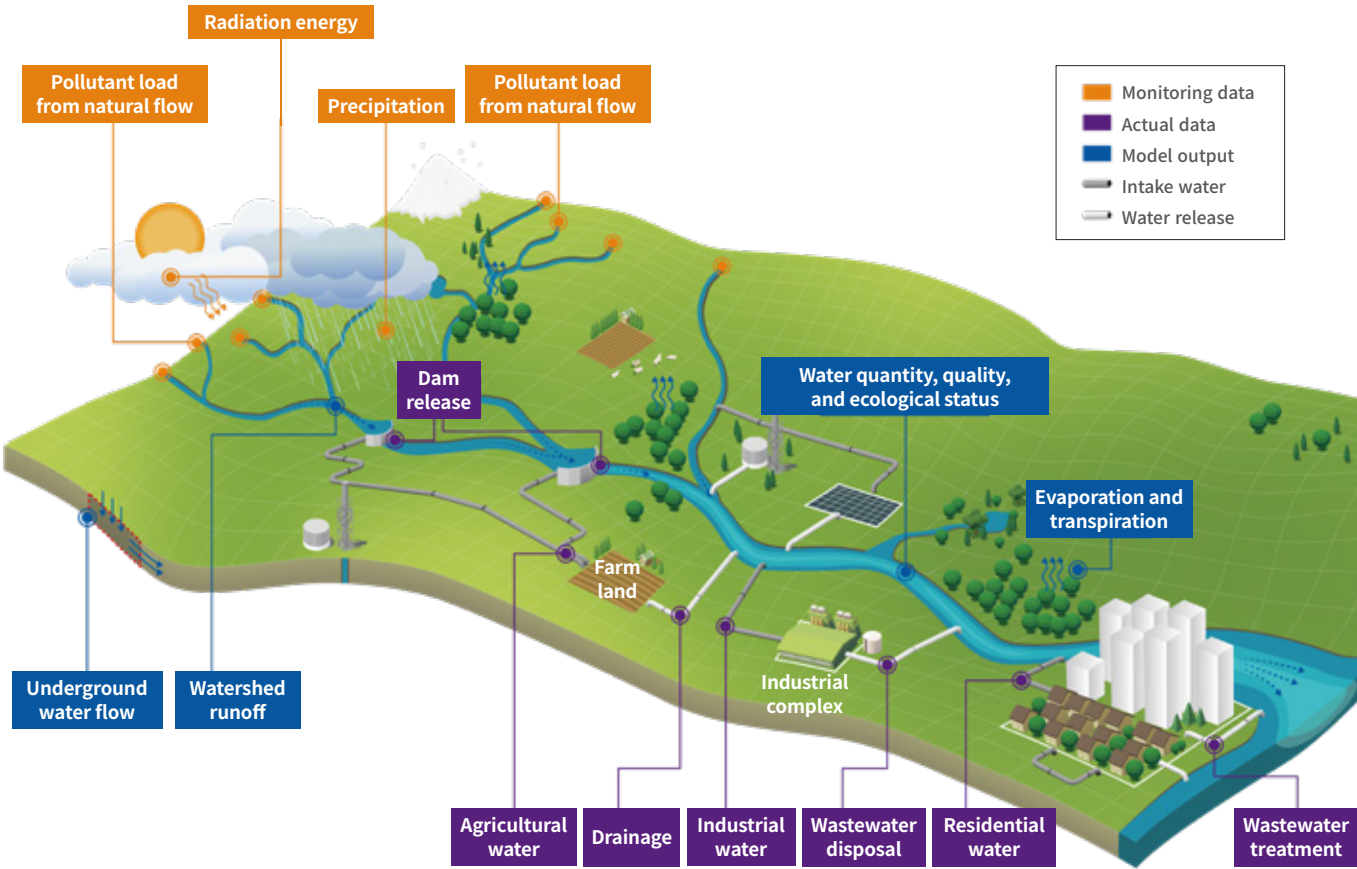 Radiation energy
Pollutant load
from natural flow
Precipitation
Pollutant load
from natural flow
Monitoring data
Actual data
Model output
Intake water
Water release
Dam
release
Water quantity, quality,
and ecological status
Evaporation and
transpiration
Farm
land
Industrial
complex
Underground
water flow
Watershed
runoff
Agricultural
water
Drainage
Industrial
water
Wastewater
disposal
Residential
water
Wastewater
treatment